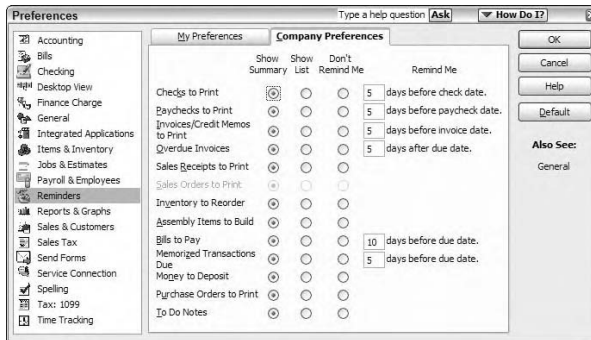 Preferences
Type a help question Ask How Do I?
My Preferences
Company Preferences
Accounting
Bills
Checking
Desktop View
Finance Charge
General
Integrated Applications
Items & Inventory
Jobs & Estimates
Payroll & Employees
Reminders
Reports & Graphs
Sales & Customers
Sales Tax
Send Forms
Service Connection
Spelling
Tax: 1099
Time Tracking
Show Summary
Show List
Don't Remind Me
Remind Me
Checks to Print 5 days before check date.
Paychecks to Print 5 days before paycheck date.
Invoices/Credit Memos
to Print 5 days before invoice date.
Overdue Invoices 5 days after due date.
Sales Receipts to Print
Sales Orders to Print
Inventory to Reorder
Assembly Items to Build
Bills to Pay 10 days before due date.
Memorized Transactions
Due 5 days before due date.
Money to Deposit
Purchase Orders to Print
To Do Notes
OK
Cancel
Help
Default
Also See:
General